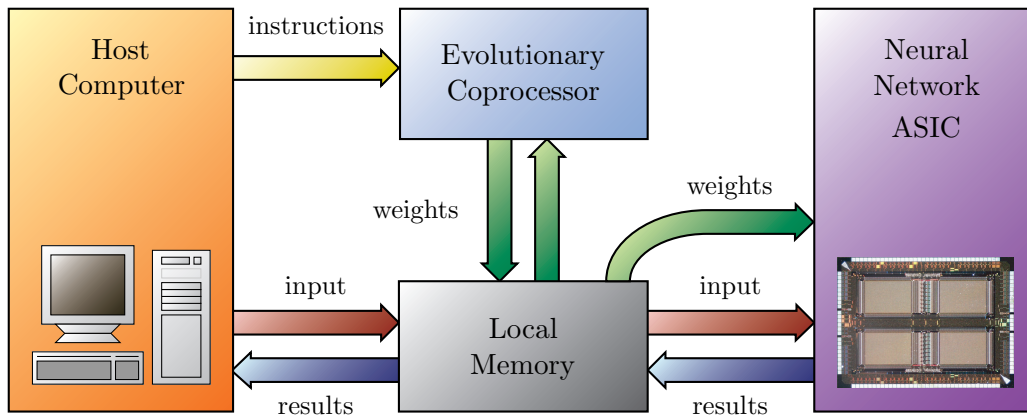 Host
Computer
instructions
Evolutionary
Coprocessor
Neural
Network
ASIC
weights
weights
input
Local
Memory
input
results
results